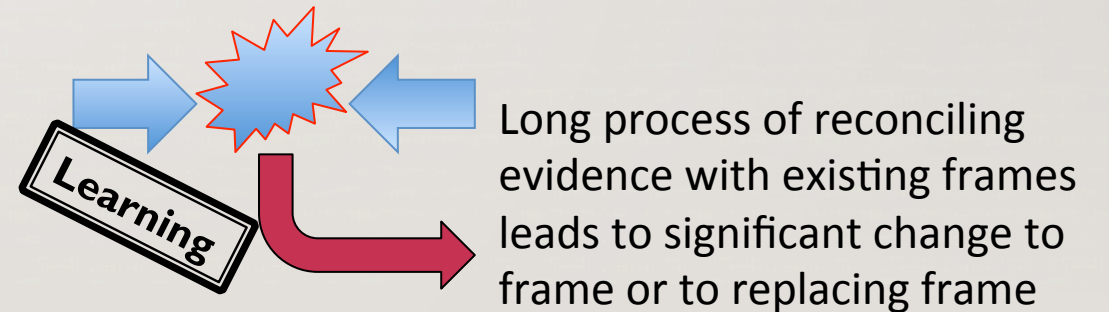 Learning
Long process of reconciling
evidence with existing frames
leads to significant change to
frame or to replacing frame